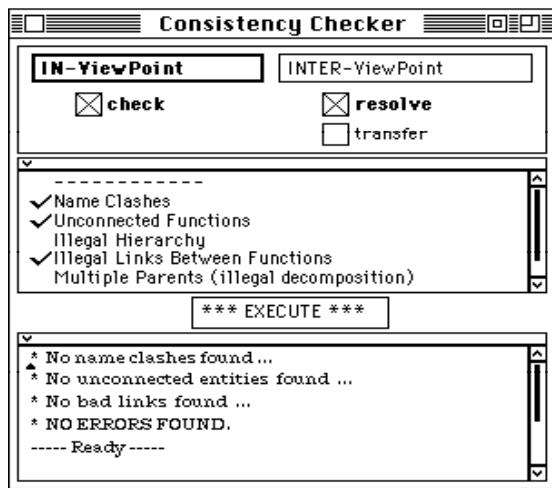 Consistency Checker
IN-ViewPoint INTER-ViewPoint
check resolve
transfer
- - - - - - - - - - - -
Name Clashes
Unconnected Functions
Illegal Hierarchy
Illegal Links Between Functions
Multiple Parents (illegal decomposition)
*** EXECUTE ***
* No name clashes found ...
* No unconnected entities found ...
* No bad links found ...
* NO ERRORS FOUND.
----- Ready -----